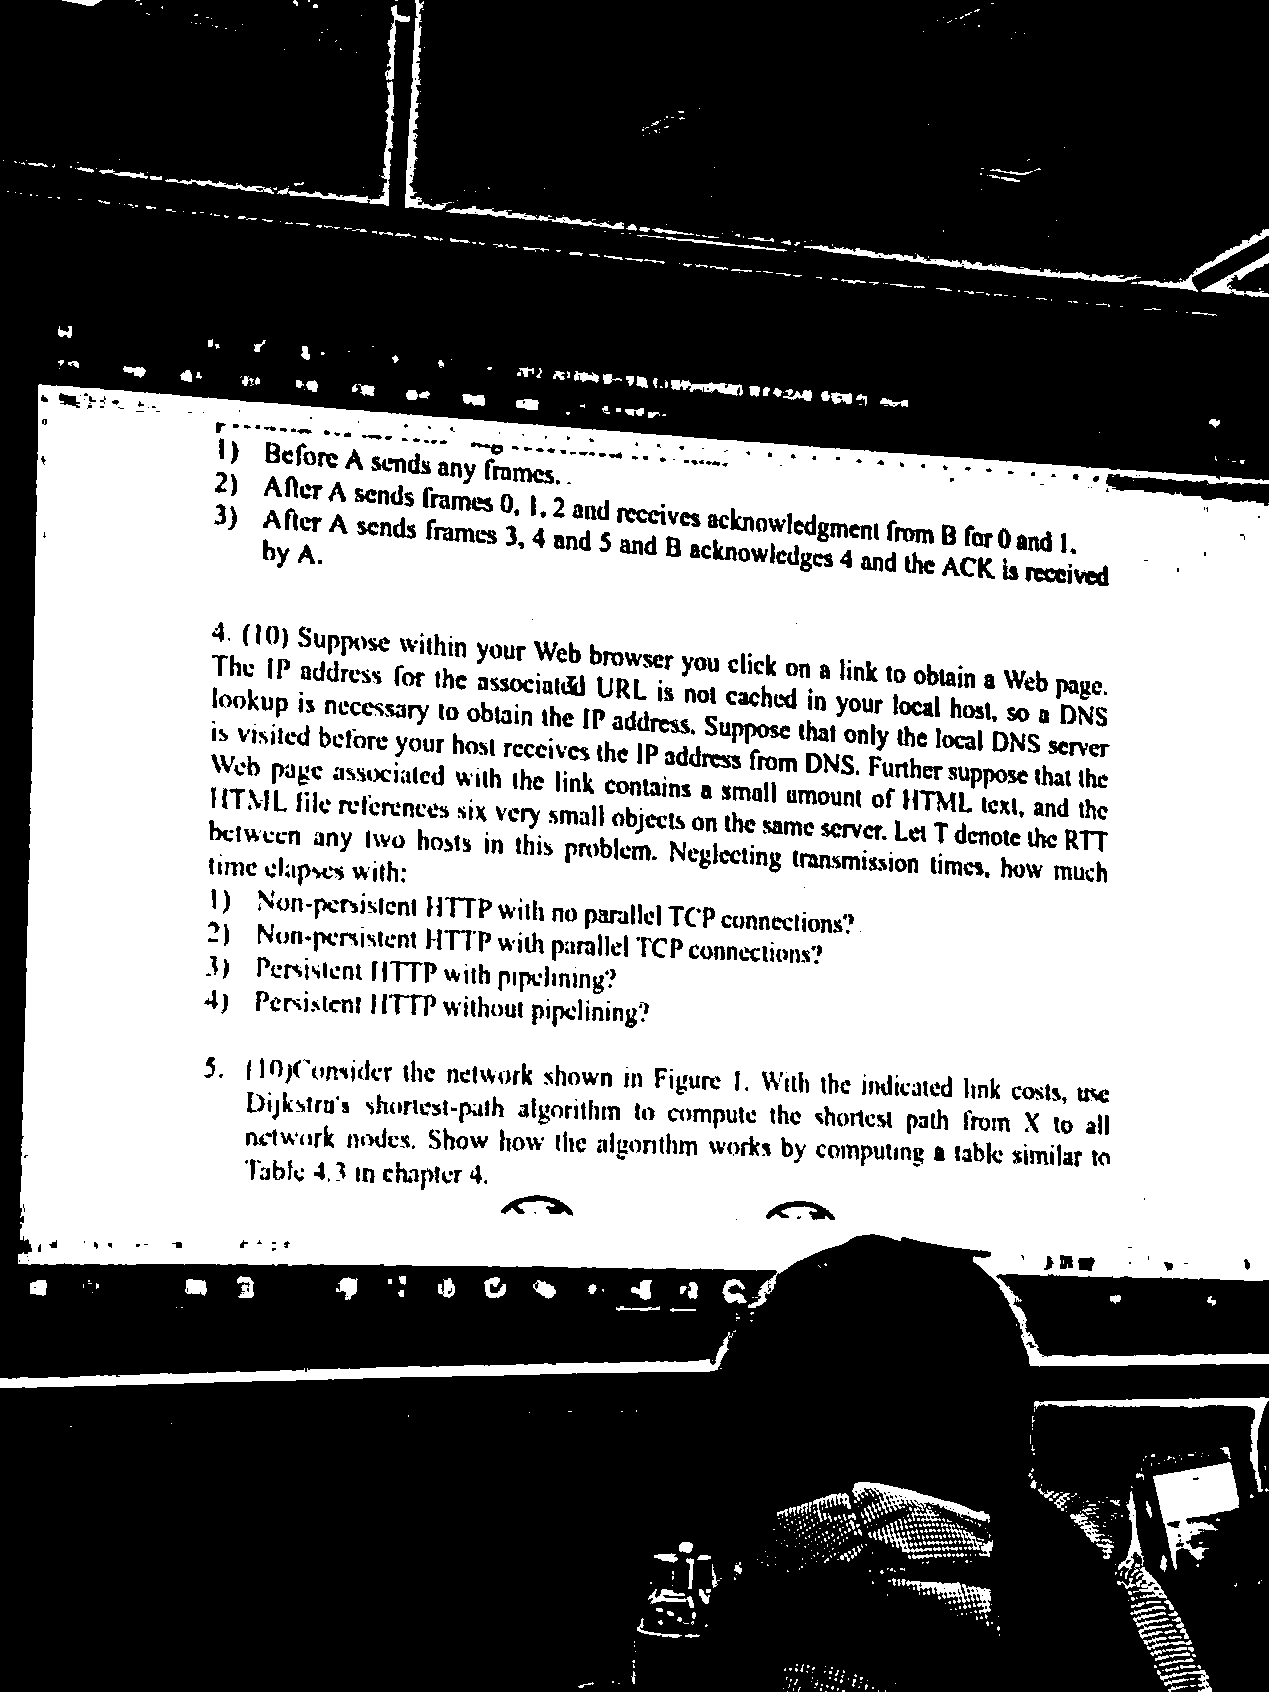 1) Before A sends any frames.
2) After A sends frames 0, 1, 2 and receives acknowledgment from B for 0 and 1.
3) After A sends frames 3, 4 and 5 and B acknowledges 4 and the ACK is received
by A.
4. (10) Suppose within your Web browser you click on a link to obtain a Web page.
The IP address for the associated URL is not cached in your local host, so a DNS
lookup is necessary to obtain the IP address. Suppose that only the local DNS server
is visited before your host receives the IP address from DNS. Further suppose that the
Web page associated with the link contains a small amount of HTML text, and the
HTML file references six very small objects on the same server. Let T denote the RTT
between any two hosts in this problem. Neglecting transmission times, how much
time elapses with:
1) Non-persistent HTTP with no parallel TCP connections?
2) Non-persistent HTTP with parallel TCP connections?
3) Persistent HTTP with pipelining?
4) Persistent HTTP without pipelining?
5. (10)Consider the network shown in Figure 1. With the indicated link costs, use
Dijkstra's shortest-path algorithm to compute the shortest path from X to all
network nodes. Show how the algorithm works by computing a table similar to
Table 4.3 in chapter 4.